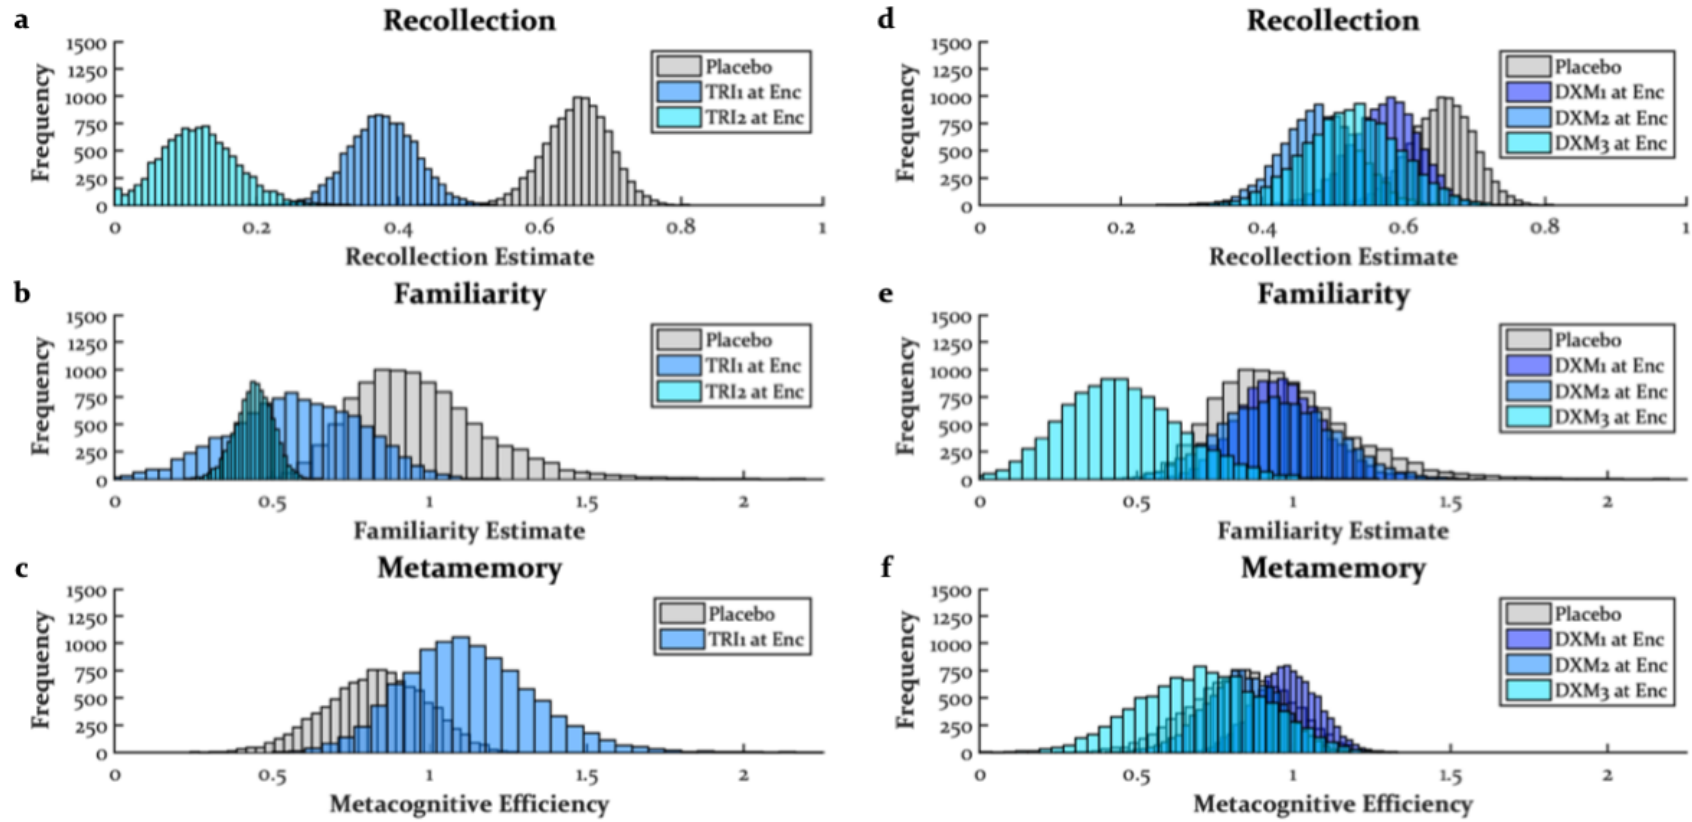 a
Recollection
1500
1250
1000
750
500
250
0
Frequency
Placebo
TRI1 at Enc
TRI2 at Enc
0 0.2 0.4 0.6 0.8 1
Recollection Estimate
d
Recollection
1500
1250
1000
750
500
250
0
Frequency
Placebo
DXM1 at Enc
DXM2 at Enc
DXM3 at Enc
0 0.2 0.4 0.6 0.8 1
Recollection Estimate
b
Familiarity
1500
1250
1000
750
500
250
0
Frequency
Placebo
TRI1 at Enc
TRI2 at Enc
0 0.5 1 1.5 2
Familiarity Estimate
e
Familiarity
1500
1250
1000
750
500
250
0
Frequency
Placebo
DXM1 at Enc
DXM2 at Enc
DXM3 at Enc
0 0.5 1 1.5 2
Familiarity Estimate
c
Metamemory
1500
1250
1000
750
500
250
0
Frequency
Placebo
TRI1 at Enc
0 0.5 1 1.5 2
Metacognitive Efficiency
f
Metamemory
1500
1250
1000
750
500
250
0
Frequency
Placebo
DXM1 at Enc
DXM2 at Enc
DXM3 at Enc
0 0.5 1 1.5 2
Metacognitive Efficiency